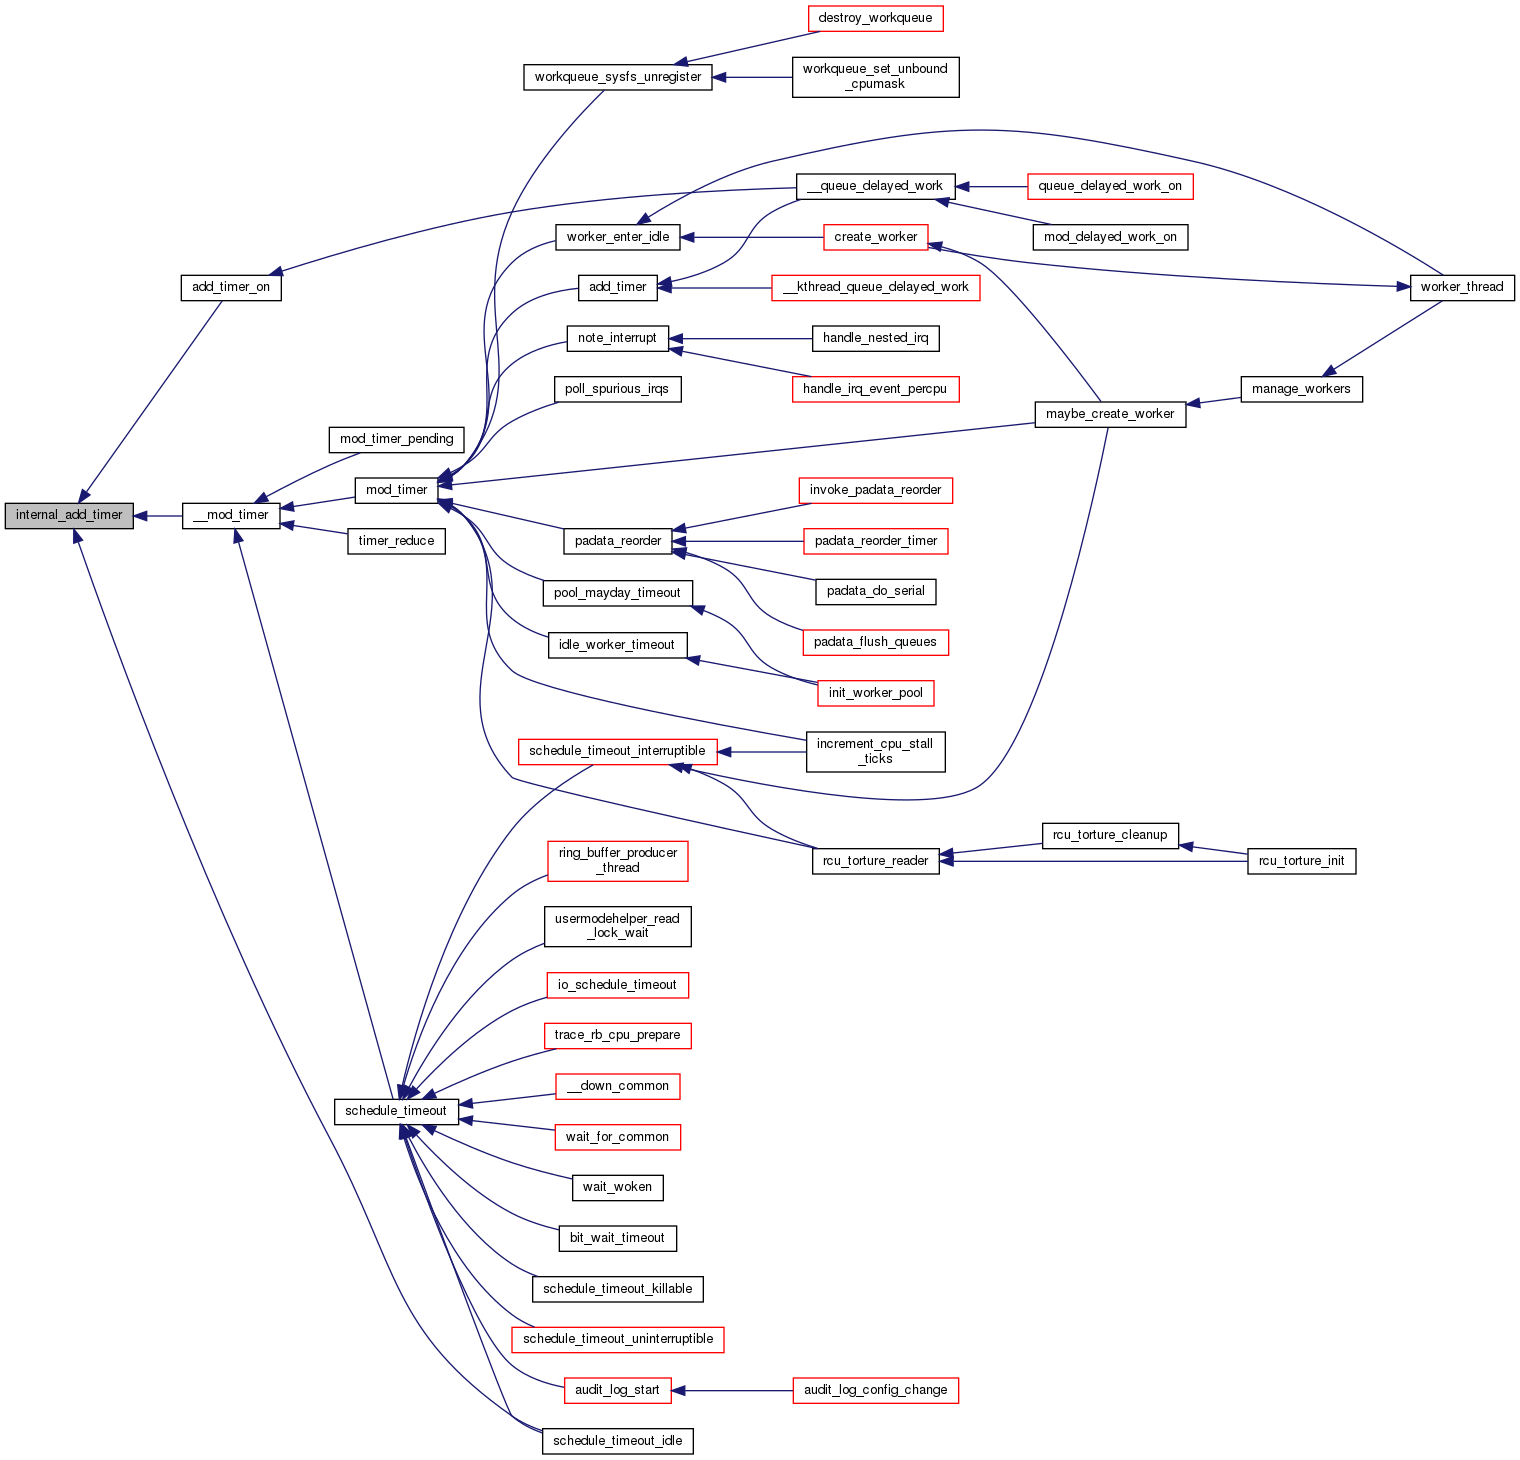 destroy_workqueue
workqueue_sysfs_unregister
workqueue_set_unbound
_cpumask
__queue_delayed_work
queue_delayed_work_on
worker_enter_idle
create_worker
mod_delayed_work_on
add_timer_on
add_timer
__kthread_queue_delayed_work
worker_thread
note_interrupt
handle_nested_irq
poll_spurious_irqs
handle_irq_event_percpu
manage_workers
maybe_create_worker
mod_timer_pending
mod_timer
invoke_padata_reorder
internal_add_timer
__mod_timer
timer_reduce
padata_reorder
padata_reorder_timer
pool_mayday_timeout
padata_do_serial
idle_worker_timeout
padata_flush_queues
init_worker_pool
schedule_timeout_interruptible
increment_cpu_stall
_ticks
rcu_torture_cleanup
rcu_torture_reader
rcu_torture_init
ring_buffer_producer
_thread
usermodehelper_read
_lock_wait
io_schedule_timeout
trace_rb_cpu_prepare
__down_common
schedule_timeout
wait_for_common
wait_woken
bit_wait_timeout
schedule_timeout_killable
schedule_timeout_uninterruptible
audit_log_start
audit_log_config_change
schedule_timeout_idle